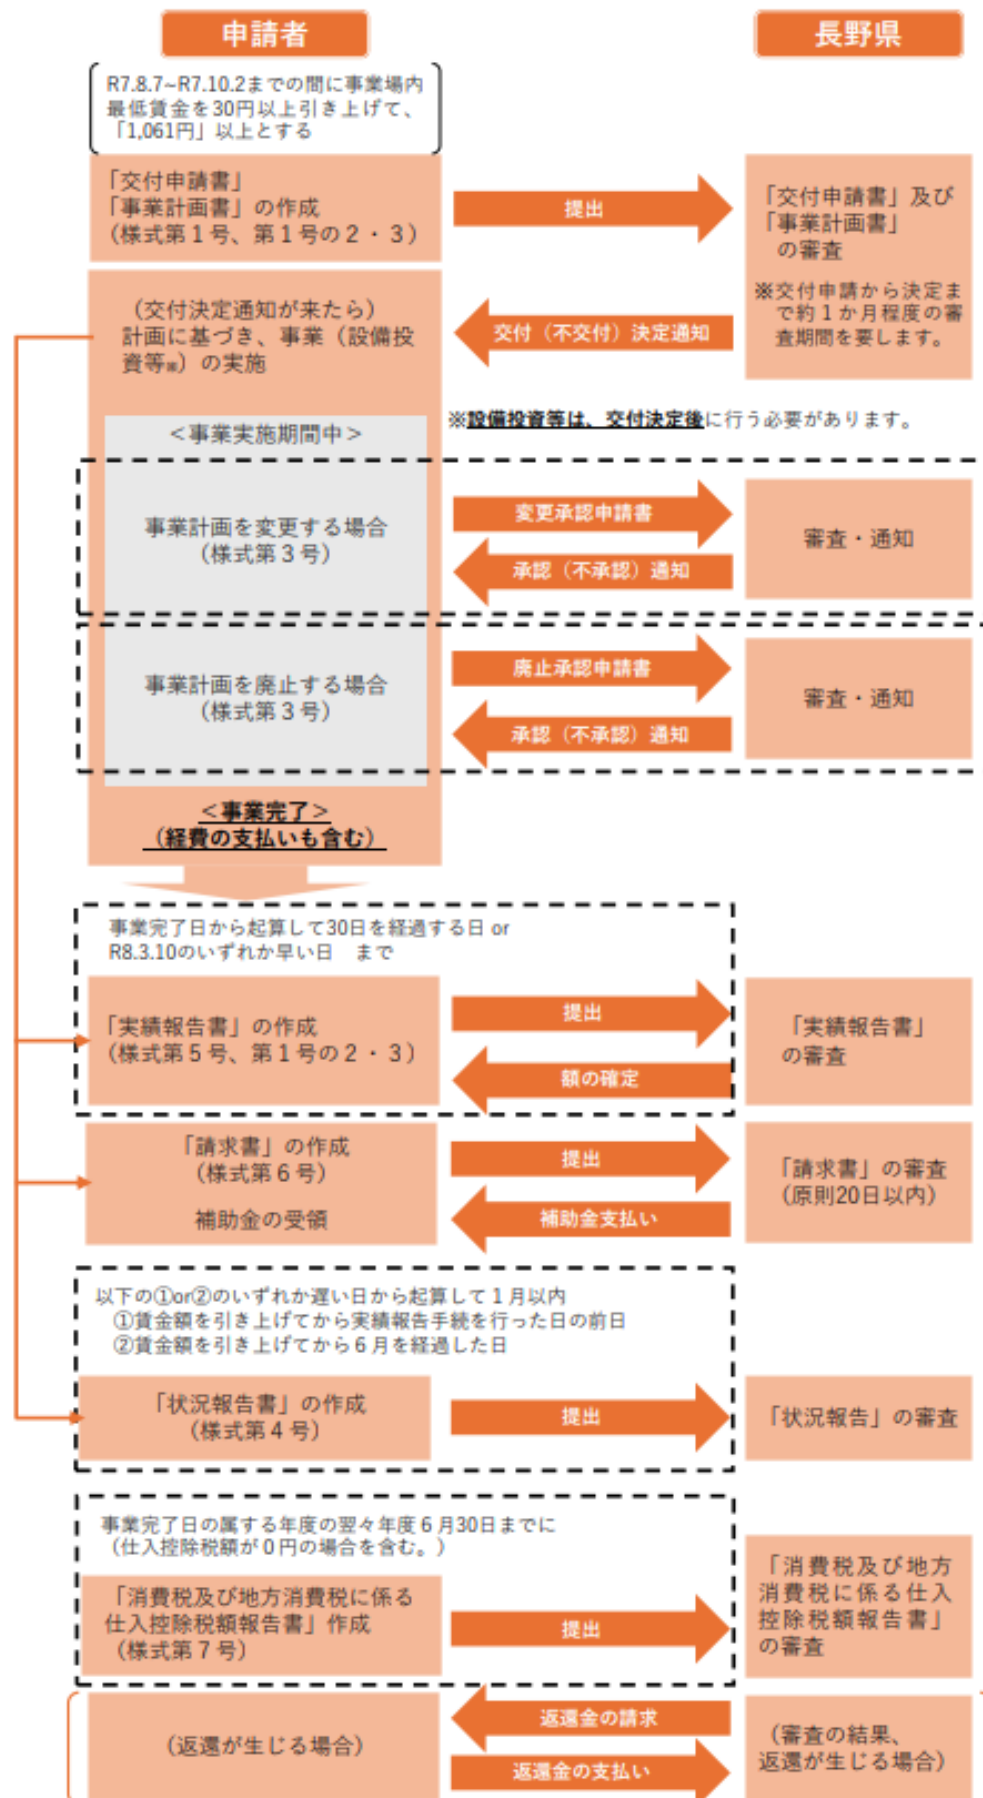 申請者
長野県
R7.8.7~R7.10.2までの間に事業場内
最低賃金を30円以上引き上げて、
「1,061円」以上とする
「交付申請書」
「事業計画書」の作成
(様式第１号、第１号の２・３)
提出
「交付申請書」及び
「事業計画書」
の審査
※交付申請から決定ま
で約１か月程度の審
査期間を要します。
(交付決定通知が来たら)
計画に基づき、事業（設備投
資等※）の実施
交付（不交付）決定通知
※設備投資等は、交付決定後に行う必要があります。
＜事業実施期間中＞
事業計画を変更する場合
(様式第３号)
変更承認申請書
承認（不承認）通知
審査・通知
事業計画を廃止する場合
(様式第３号)
廃止承認申請書
承認（不承認）通知
審査・通知
＜事業完了＞
（経費の支払いも含む）
事業完了日から起算して30日を経過する日 or
R8.3.10のいずれか早い日　まで
「実績報告書」の作成
(様式第５号、第１号の２・３)
提出
額の確定
「実績報告書」
の審査
「請求書」の作成
(様式第６号)
補助金の受領
提出
補助金支払い
「請求書」の審査
(原則20日以内)
以下の①or②のいずれか遅い日から起算して１月以内
①賃金額を引き上げてから実績報告手続を行った日の前日
②賃金額を引き上げてから６月を経過した日
「状況報告書」の作成
(様式第４号)
提出
「状況報告」の審査
事業完了日の属する年度の翌々年度６月30日までに
（仕入控除税額が０円の場合を含む。）
「消費税及び地方消費税に係る
仕入控除税額報告書」作成
(様式第７号)
提出
「消費税及び地方
消費税に係る仕入
控除税額報告書」
の審査
(返還が生じる場合)
返還金の請求
返還金の支払い
(審査の結果、
返還が生じる場合)